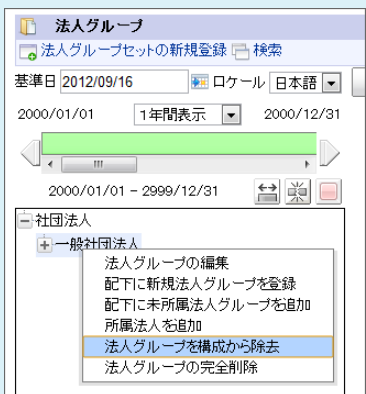 法人グループ
法人グループセットの新規登録 検索
基準日 2012/09/16 ロケール 日本語
2000/01/01 1年間表示 2000/12/31
2000/01/01 - 2999/12/31
社団法人
一般社団法人
法人グループの編集
配下に新規法人グループを登録
配下に未所属法人グループを追加
所属法人を追加
法人グループを構成から除去
法人グループの完全削除